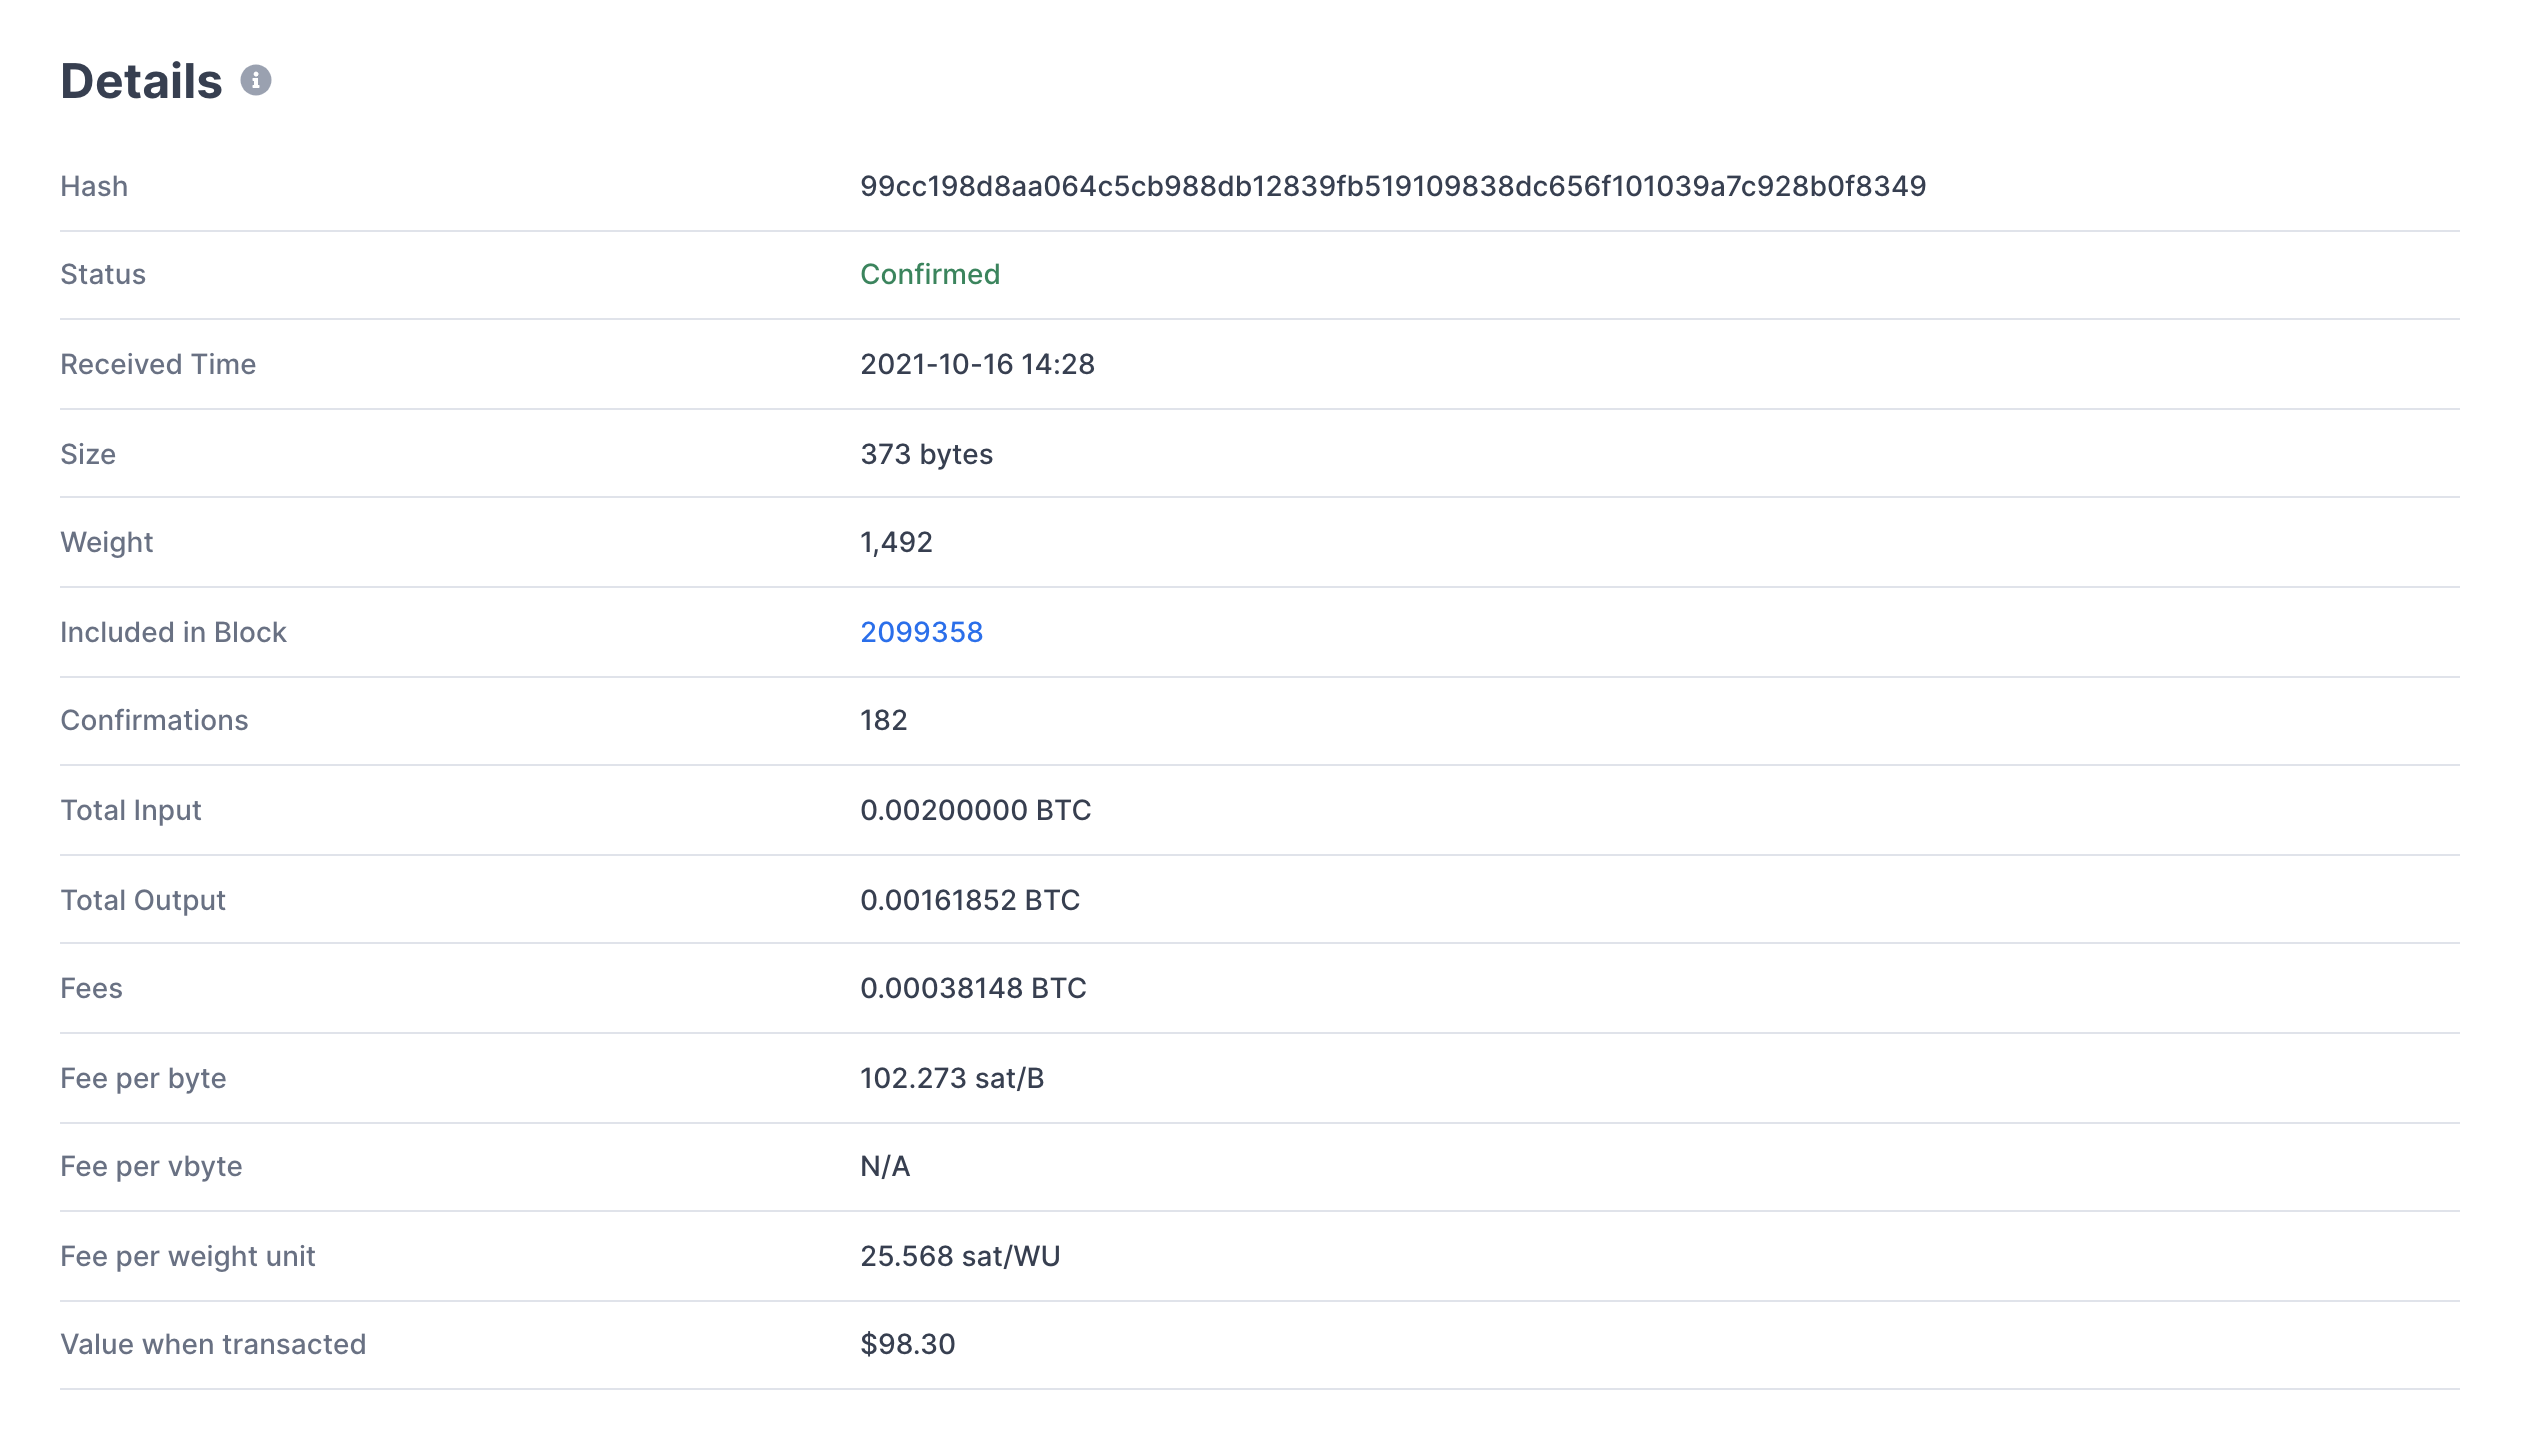 Details
Hash 99cc198d8aa064c5cb988db12839fb519109838dc656f101039a7c928b0f8349
Status Confirmed
Received Time 2021-10-16 14:28
Size 373 bytes
Weight 1,492
Included in Block 2099358
Confirmations 182
Total Input 0.00200000 BTC
Total Output 0.00161852 BTC
Fees 0.00038148 BTC
Fee per byte 102.273 sat/B
Fee per vbyte N/A
Fee per weight unit 25.568 sat/WU
Value when transacted $98.30